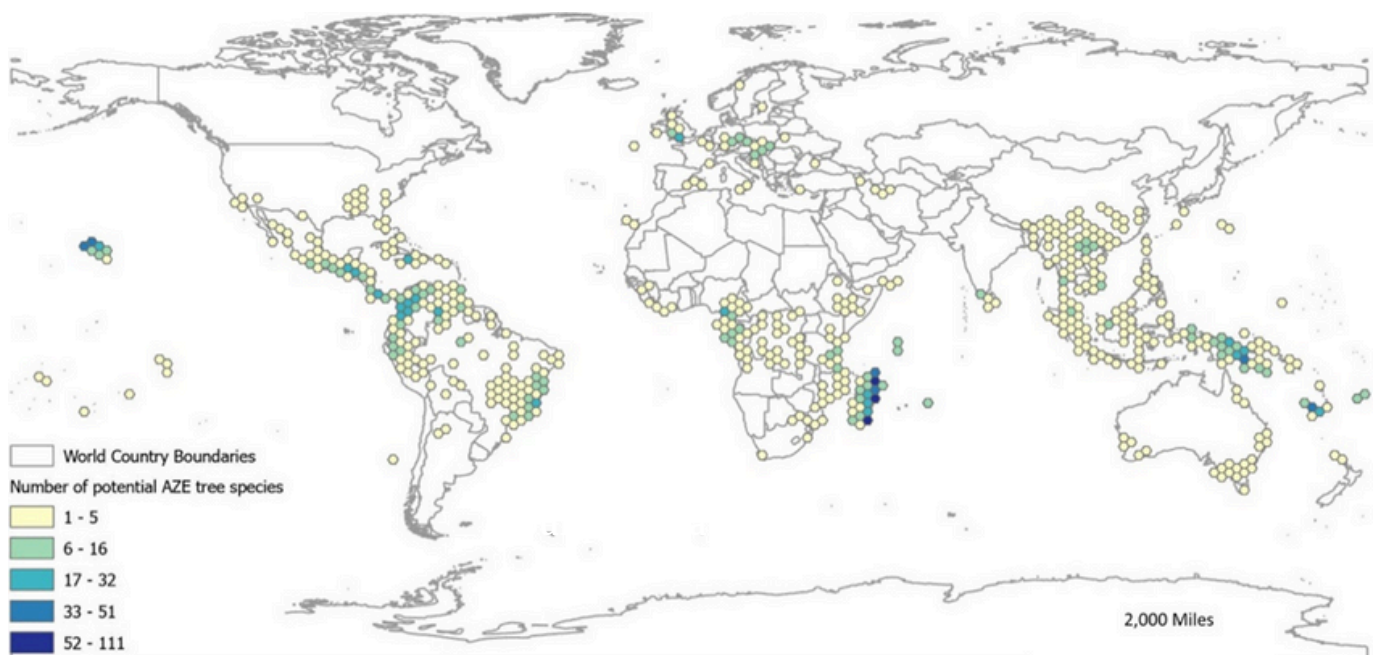 World Country Boundaries
Number of potential AZE tree species
1 - 5
6 - 16
17 - 32
33 - 51
52 - 111
2,000 Miles